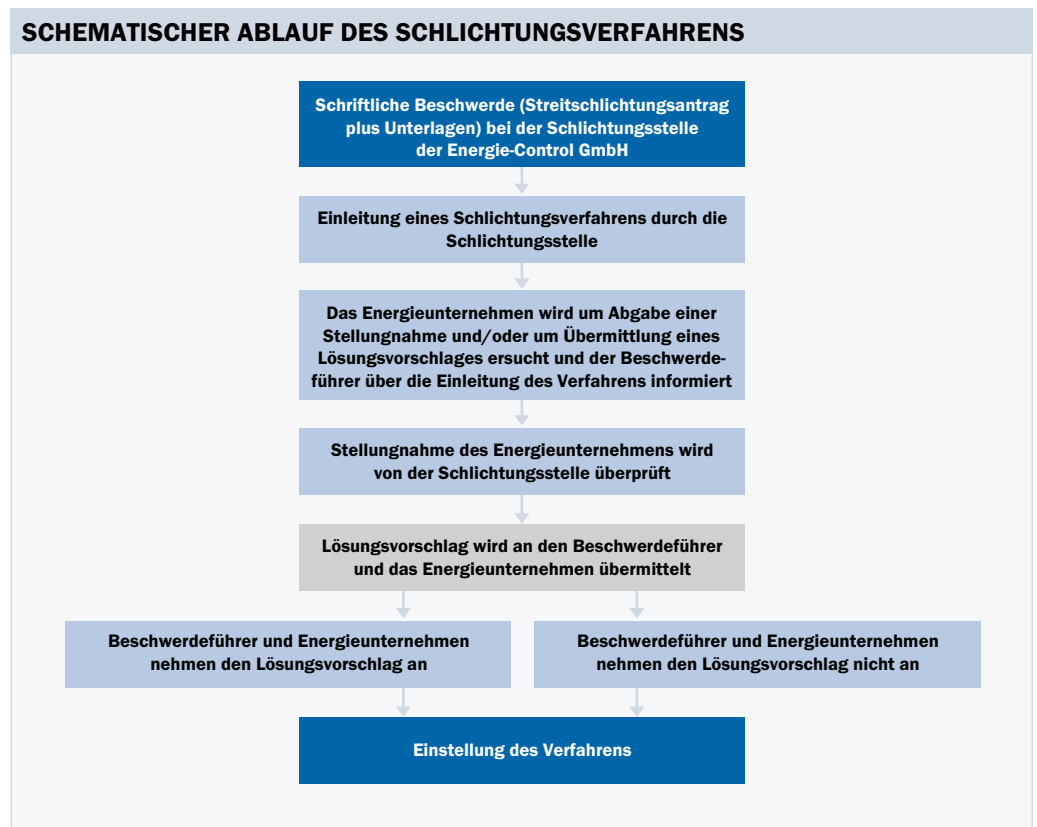 SCHEMATISCHER ABLAUF DES SCHLICHTUNGSVERFAHRENS
Schriftliche Beschwerde (Streitschlichtungsantrag
plus Unterlagen) bei der Schlichtungsstelle
der Energie-Control GmbH
Einleitung eines Schlichtungsverfahrens durch die
Schlichtungsstelle
Das Energieunternehmen wird um Abgabe einer
Stellungnahme und/oder um Übermittlung eines
Lösungsvorschlages ersucht und der Beschwerde-
führer über die Einleitung des Verfahrens informiert
Stellungnahme des Energieunternehmens wird
von der Schlichtungsstelle überprüft
Lösungsvorschlag wird an den Beschwerdeführer
und das Energieunternehmen übermittelt
Beschwerdeführer und Energieunternehmen
nehmen den Lösungsvorschlag an
Beschwerdeführer und Energieunternehmen
nehmen den Lösungsvorschlag nicht an
Einstellung des Verfahrens